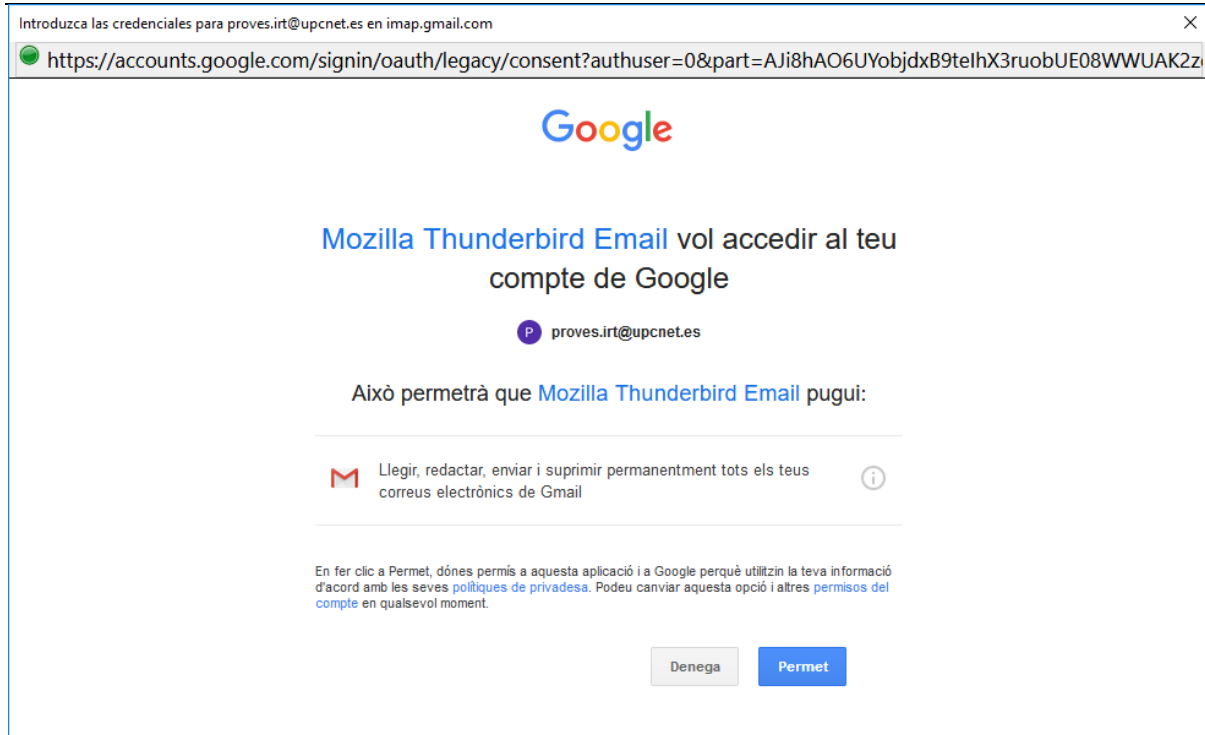 Introduzca las credenciales para proves.irt@upcnet.es en imap.gmail.com
https://accounts.google.com/signin/oauth/legacy/consent?authuser=0&part=AJi8hAO6UYobjdxB9teIhX3ruobUE08WWUAK2z
Google
Mozilla Thunderbird Email vol accedir al teu
compte de Google
P proves.irt@upcnet.es
Això permetrà que Mozilla Thunderbird Email pugui:
Llegir, redactar, enviar i suprimir permanentment tots els teus
correus electrònics de Gmail
En fer clic a Permet, dónes permís a aquesta aplicació i a Google perquè utilitzin la teva informació
d'acord amb les seves polítiques de privadesa. Podeu canviar aquesta opció i altres permisos del
compte en qualsevol moment.
Denega Permet